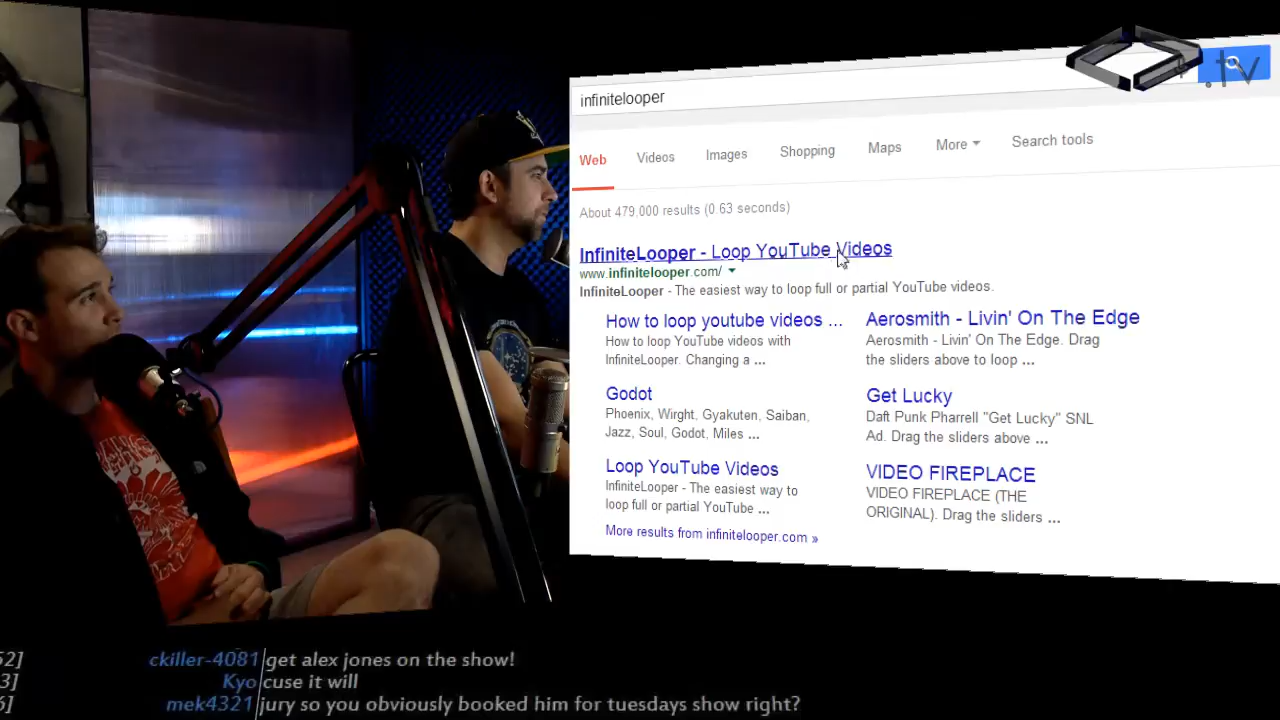 .tv
infinitelooper
Web Videos Images Shopping Maps More Search tools
About 479,000 results (0.63 seconds)
InfiniteLooper - Loop YouTube Videos
www.infinitelooper.com/
InfiniteLooper - The easiest way to loop full or partial YouTube videos.
How to loop youtube videos ...
How to loop YouTube videos with
InfiniteLooper. Changing a ...
Aerosmith - Livin' On The Edge
Aerosmith - Livin' On The Edge. Drag
the sliders above to loop ...
Godot
Phoenix, Wirght, Gyakuten, Saiban,
Jazz, Soul, Godot, Miles ...
Get Lucky
Daft Punk Pharrell "Get Lucky" SNL
Ad. Drag the sliders above ...
Loop YouTube Videos
InfiniteLooper - The easiest way to
loop full or partial YouTube ...
VIDEO FIREPLACE
VIDEO FIREPLACE (THE
ORIGINAL). Drag the sliders ...
More results from infinitelooper.com »
52] ckiller-4081 get alex jones on the show!
3] Kyo cuse it will
6] mek4321 jury so you obviously booked him for tuesdays show right?